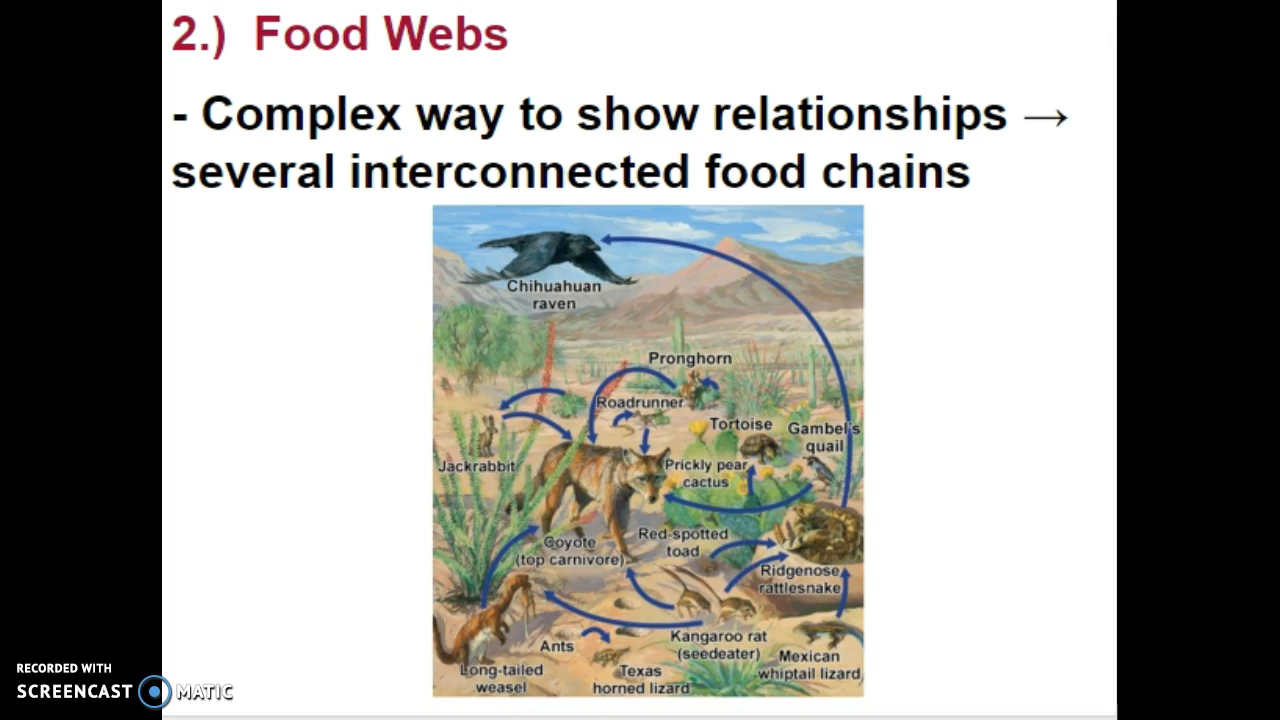 2.) Food Webs
- Complex way to show relationships →
several interconnected food chains
Chihuahuan
raven
Pronghorn
Roadrunner
Tortoise
Gambel's
quail
Jackrabbit
Prickly pear
cactus
Coyote
(top carnivore)
Red-spotted
toad
Ridgenose
rattlesnake
Ants
Kangaroo rat
(seedeater)
Mexican
whiptail lizard
Long-tailed
weasel
Texas
horned lizard
RECORDED WITH
SCREENCAST MATIC